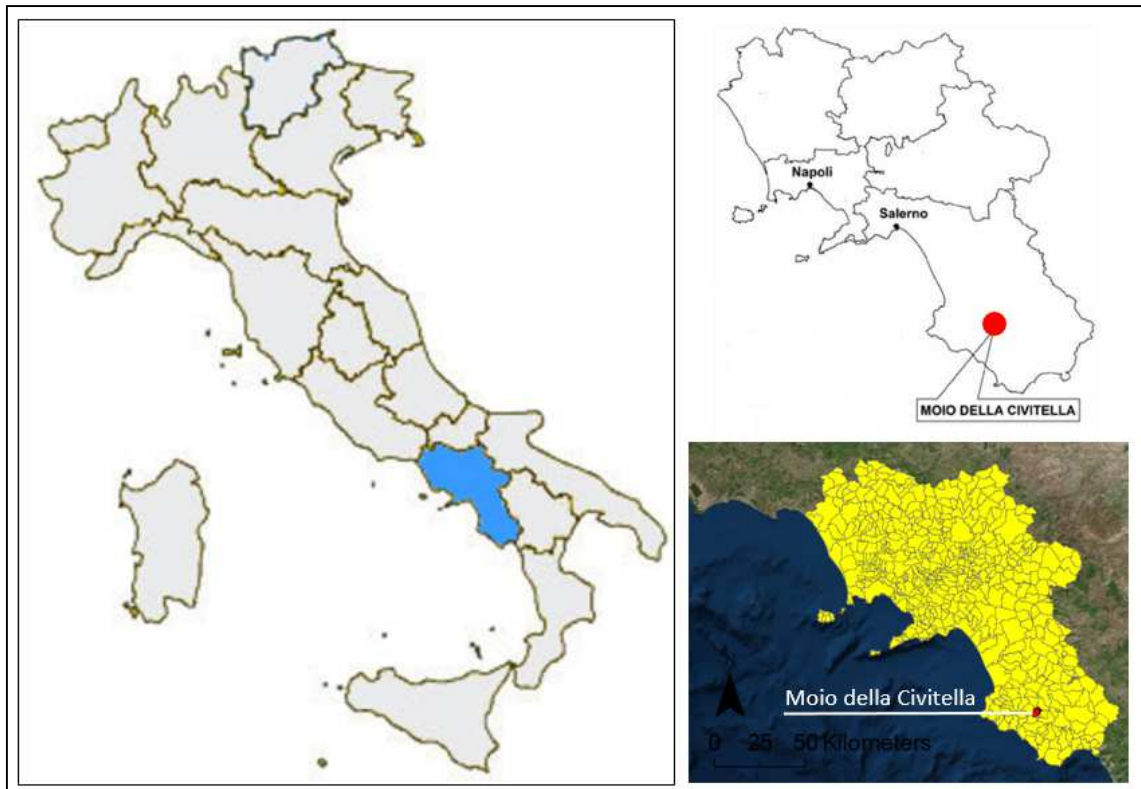 Napoli
Salerno
MOIO DELLA CIVITELLA
Moio della Civitella
0 25 50 Kilometers